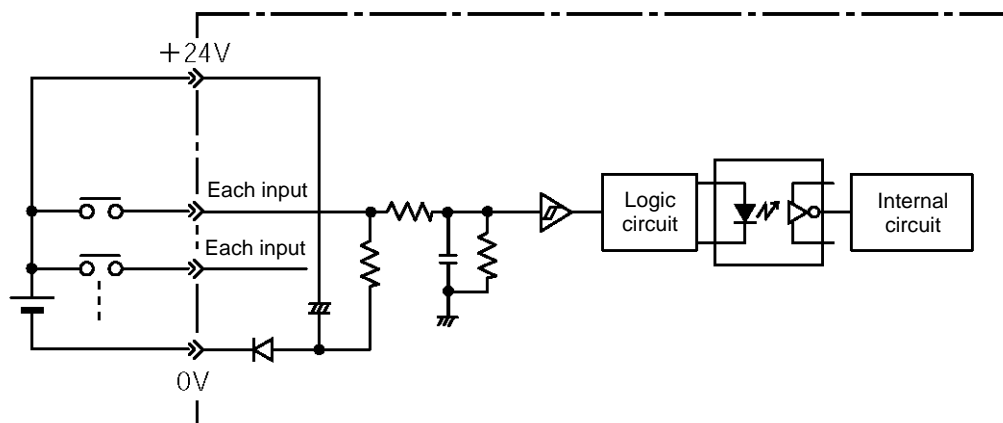 +24V
Each input
Each input
0V
Logic
circuit
Internal
circuit